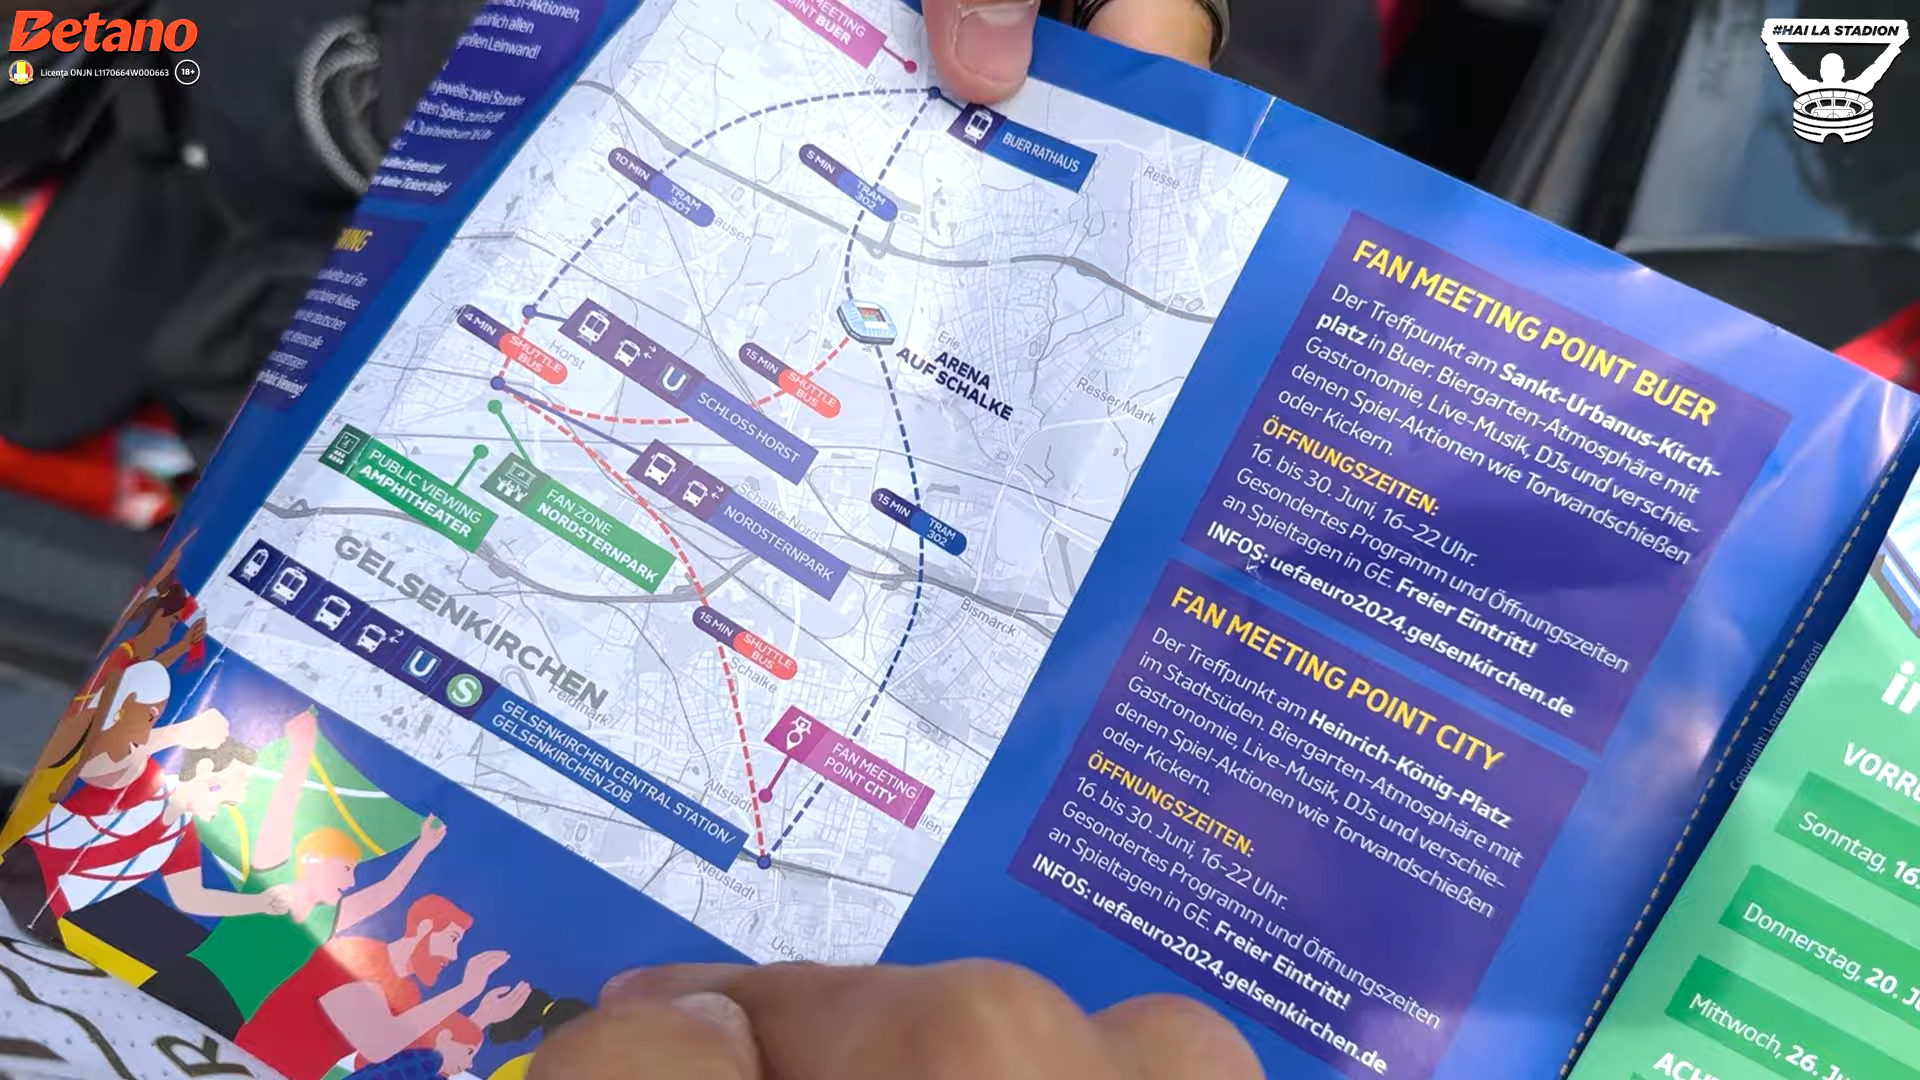 Betano
Licența ONJN L1170664W000663 18+
#HAI LA STADION
großen Leinwand!
MEETING
POINT BUER
BUER RATHAUS
Resse
10 MIN
TRAM
301
5 MIN
TRAM
302
4 MIN
SHUTTLE
BUS
Horst
SCHLOSS HORST
15 MIN
SHUTTLE
BUS
Erle
ARENA
AUF SCHALKE
Resser Mark
PUBLIC VIEWING
AMPHITHEATER
FAN ZONE
NORDSTERNPARK
Schalke-Nord
NORDSTERNPARK
15 MIN
TRAM
302
GELSENKIRCHEN
Bismarck
15 MIN
SHUTTLE
BUS
Schalke
Feldmark
U
S
GELSENKIRCHEN CENTRAL STATION/
GELSENKIRCHEN ZOB
FAN MEETING
POINT CITY
Altstadt
Neustadt
FAN MEETING POINT BUER
Der Treffpunkt am Sankt-Urbanus-Kirch-
platz in Buer, Biergarten-Atmosphäre mit
Gastronomie, Live-Musik, DJs und verschie-
denen Spiel-Aktionen wie Torwandschießen
oder Kickern.
ÖFFNUNGSZEITEN:
16. bis 30. Juni, 16–22 Uhr.
Gesondertes Programm und Öffnungszeiten
an Spieltagen in GE. Freier Eintritt!
INFOS: uefaeuro2024.gelsenkirchen.de
FAN MEETING POINT CITY
Der Treffpunkt am Heinrich-König-Platz
im Stadtsüden. Biergarten-Atmosphäre mit
Gastronomie, Live-Musik, DJs und verschie-
denen Spiel-Aktionen wie Torwandschießen
oder Kickern.
ÖFFNUNGSZEITEN:
16. bis 30. Juni, 16–22 Uhr.
Gesondertes Programm und Öffnungszeiten
an Spieltagen in GE. Freier Eintritt!
INFOS: uefaeuro2024.gelsenkirchen.de
Copyright Lorenzo Mazzoni
Sonntag, 16.
Donnerstag, 20.
Mittwoch, 26.